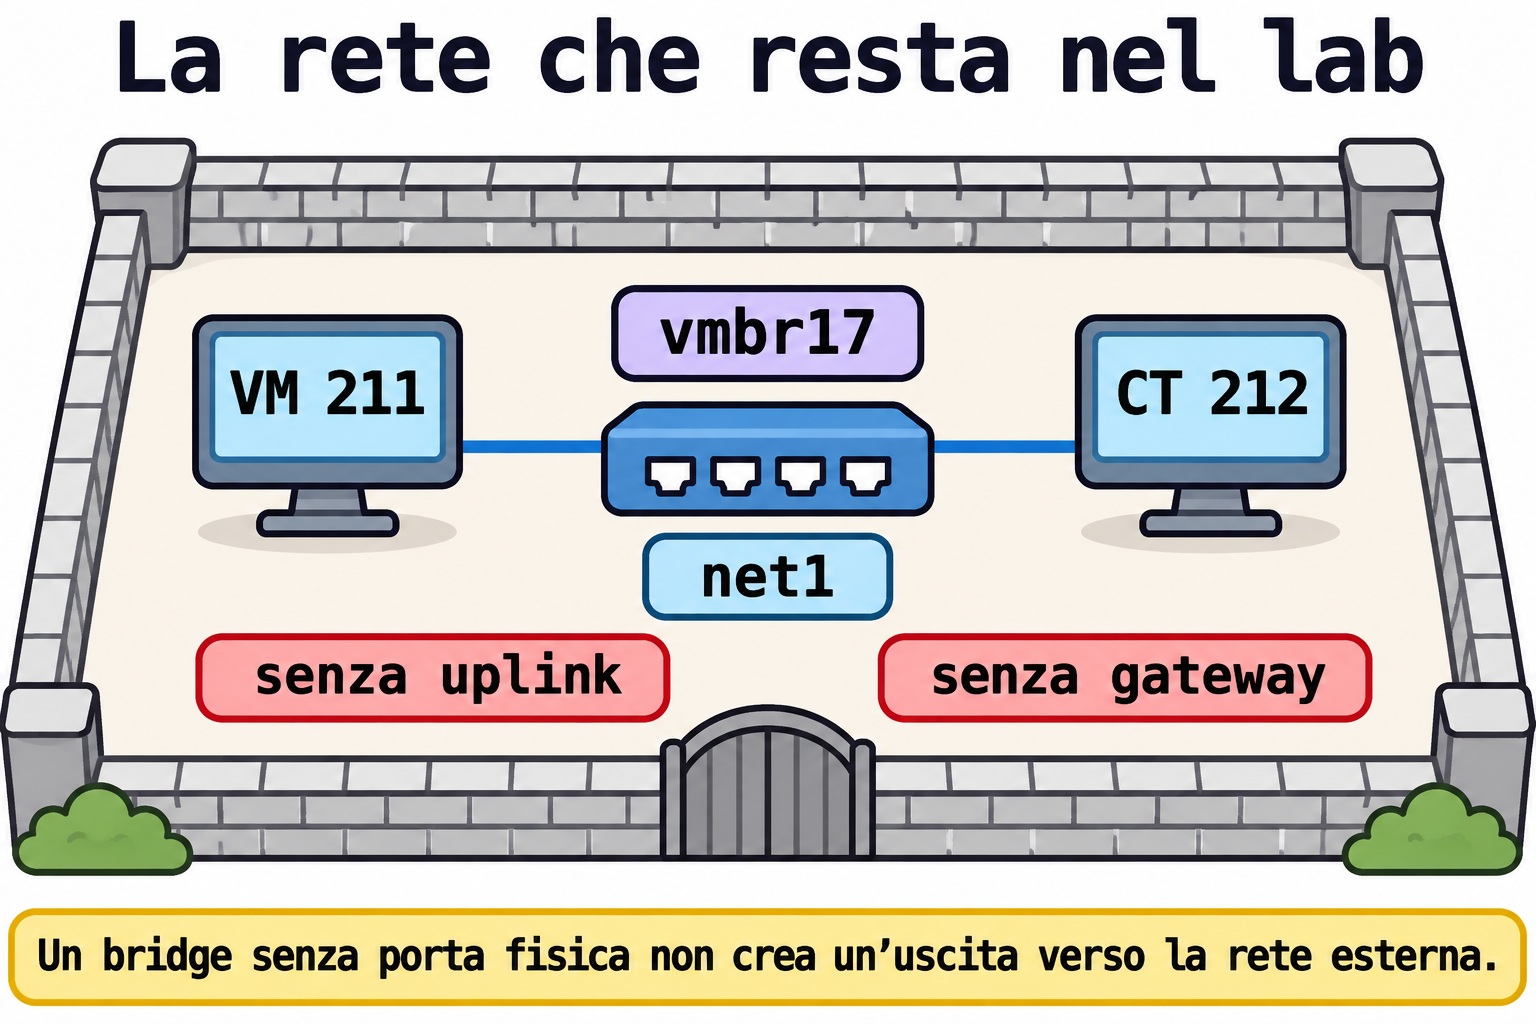 La rete che resta nel lab
vmbr17
VM 211
CT 212
net1
senza uplink
senza gateway
Un bridge senza porta fisica non crea un’uscita verso la rete esterna.